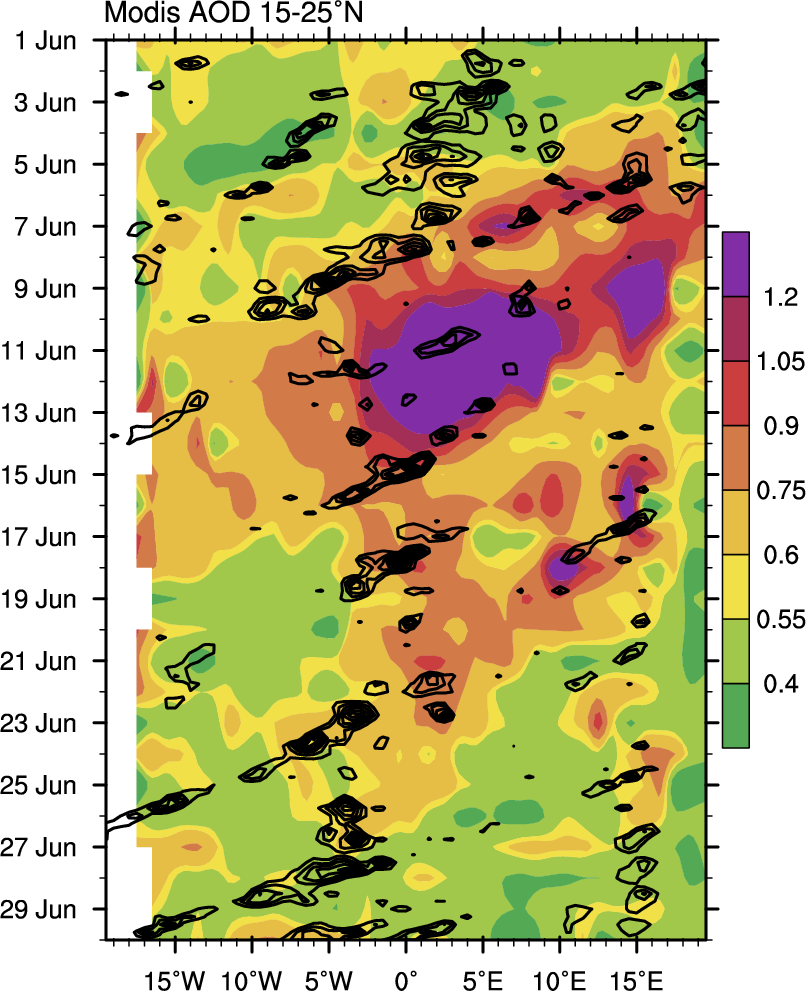 Modis AOD 15-25°N
1 Jun
3 Jun
5 Jun
7 Jun
9 Jun
11 Jun
13 Jun
15 Jun
17 Jun
19 Jun
21 Jun
23 Jun
25 Jun
27 Jun
29 Jun
15°W 10°W 5°W 0° 5°E 10°E 15°E
1.2
1.05
0.9
0.75
0.6
0.55
0.4